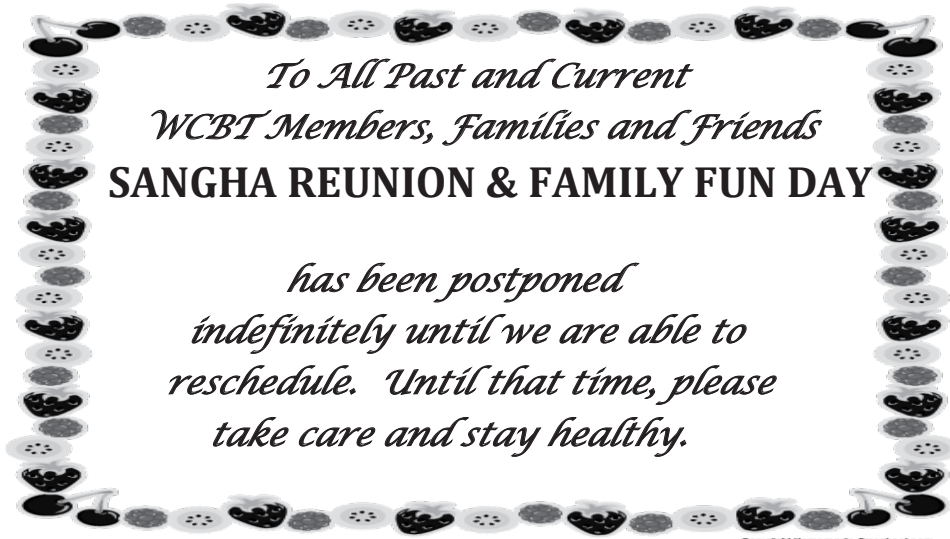 To All Past and Current
WCBT Members, Families and Friends
SANGHA REUNION & FAMILY FUN DAY
has been postponed
indefinitely until we are able to
reschedule.  Until that time, please
take care and stay healthy.